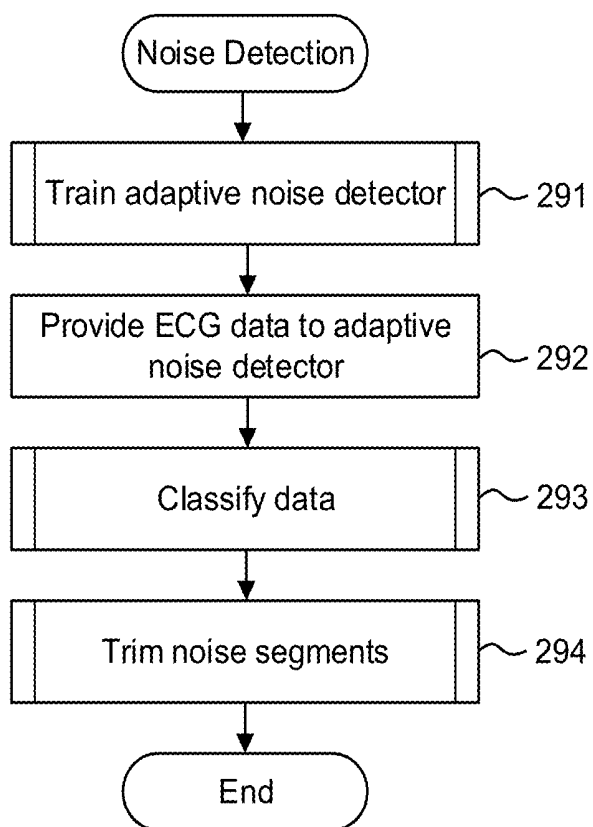 Noise Detection
Train adaptive noise detector
291
Provide ECG data to adaptive
noise detector
292
Classify data
293
Trim noise segments
294
End